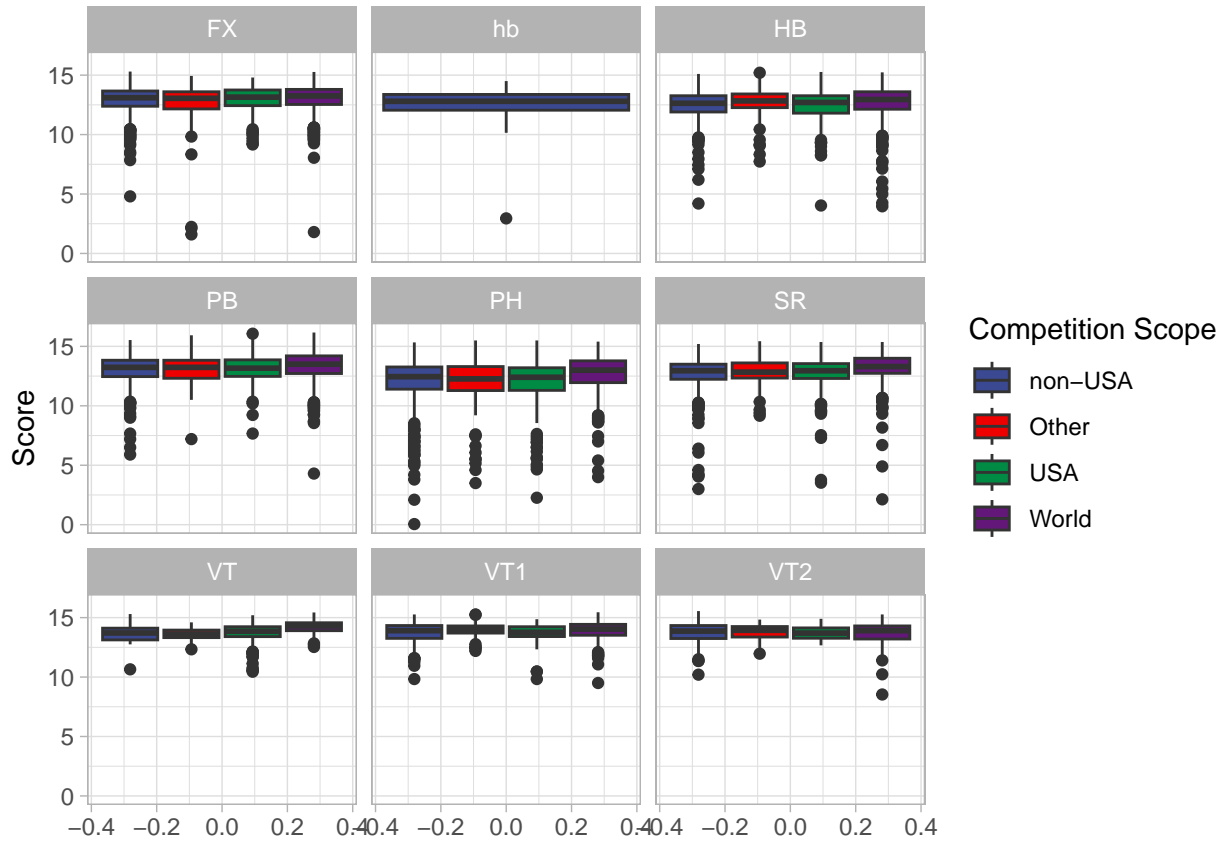 FX hb HB
15
10
5
0
PB PH SR
15
10
5
0
VT VT1 VT2
15
10
5
0
−0.4 −0.2 0.0 0.2 0.4 −0.4 −0.2 0.0 0.2 0.4 −0.4 −0.2 0.0 0.2 0.4
Score
Competition Scope
non−USA
Other
USA
World